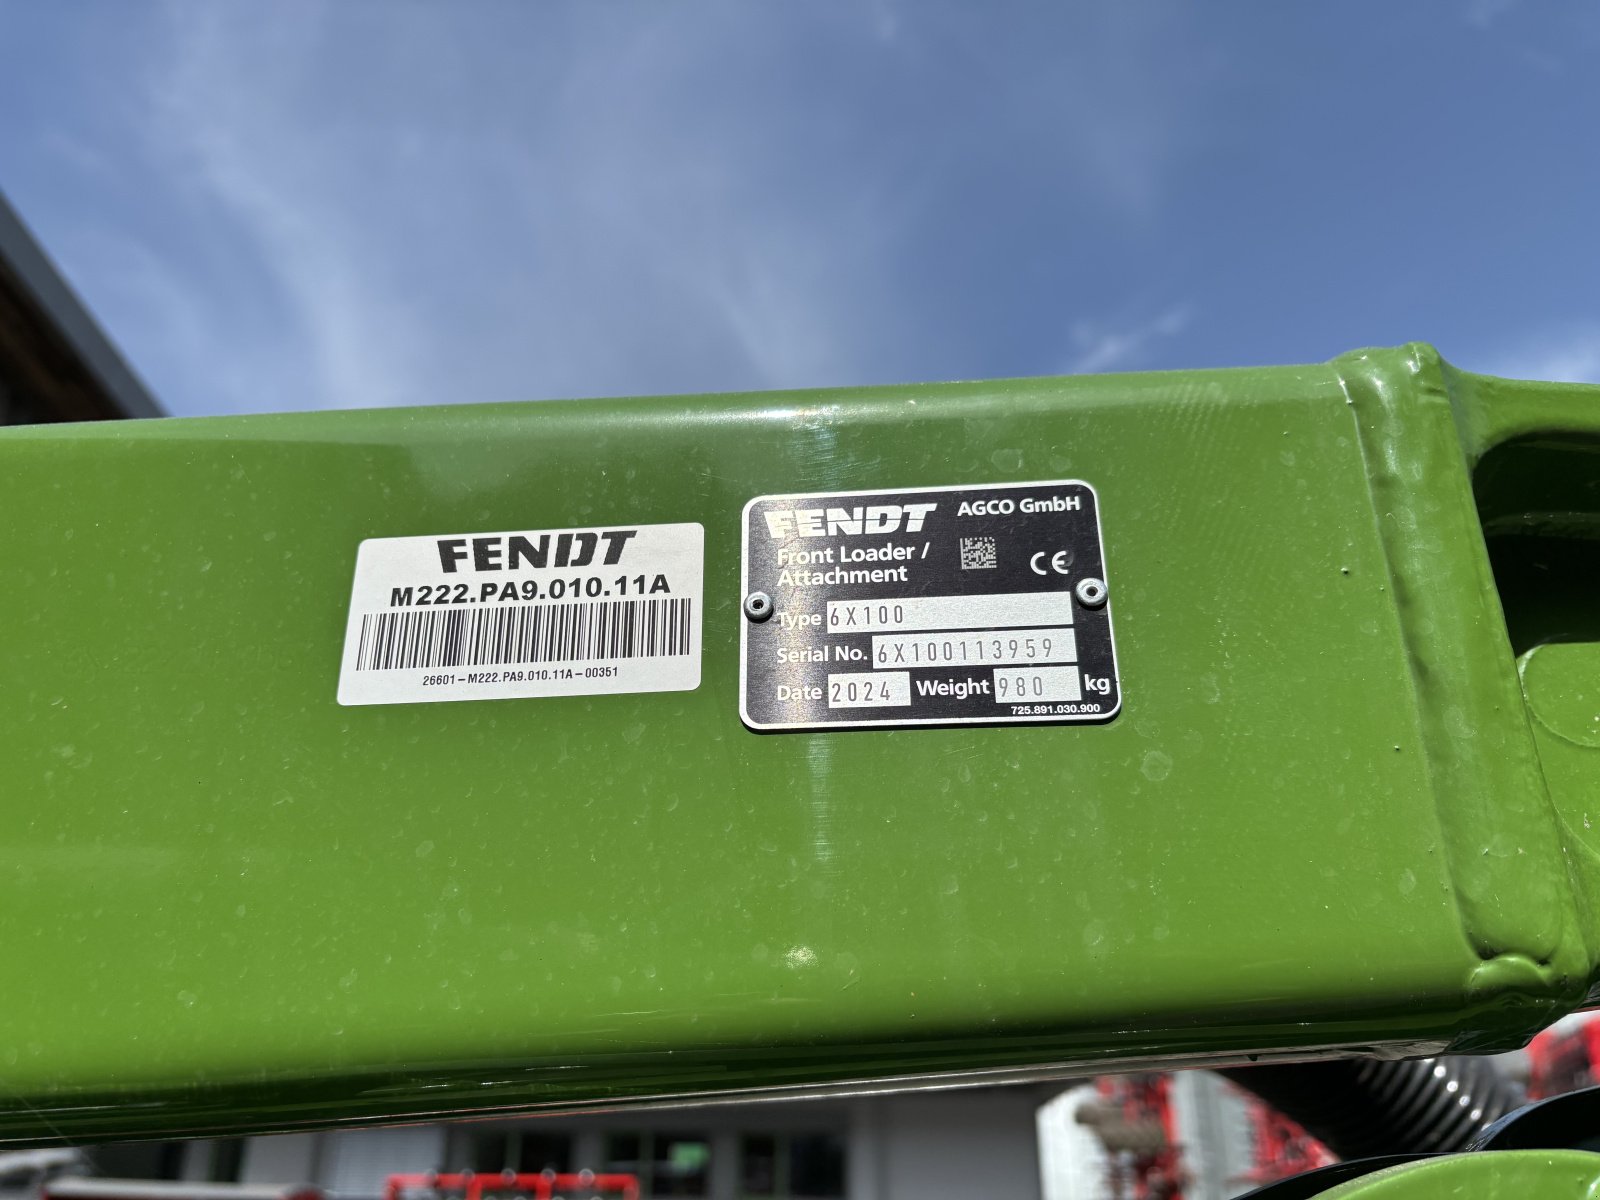 FENDT
M222.PA9.010.11A
26601-M222.PA9.010.11A-00351
FENDT AGCO GmbH
Front Loader /
Attachment
CE
Type 6X100
Serial No. 6X100113959
Date 2024 Weight 980 kg
725.891.030.900